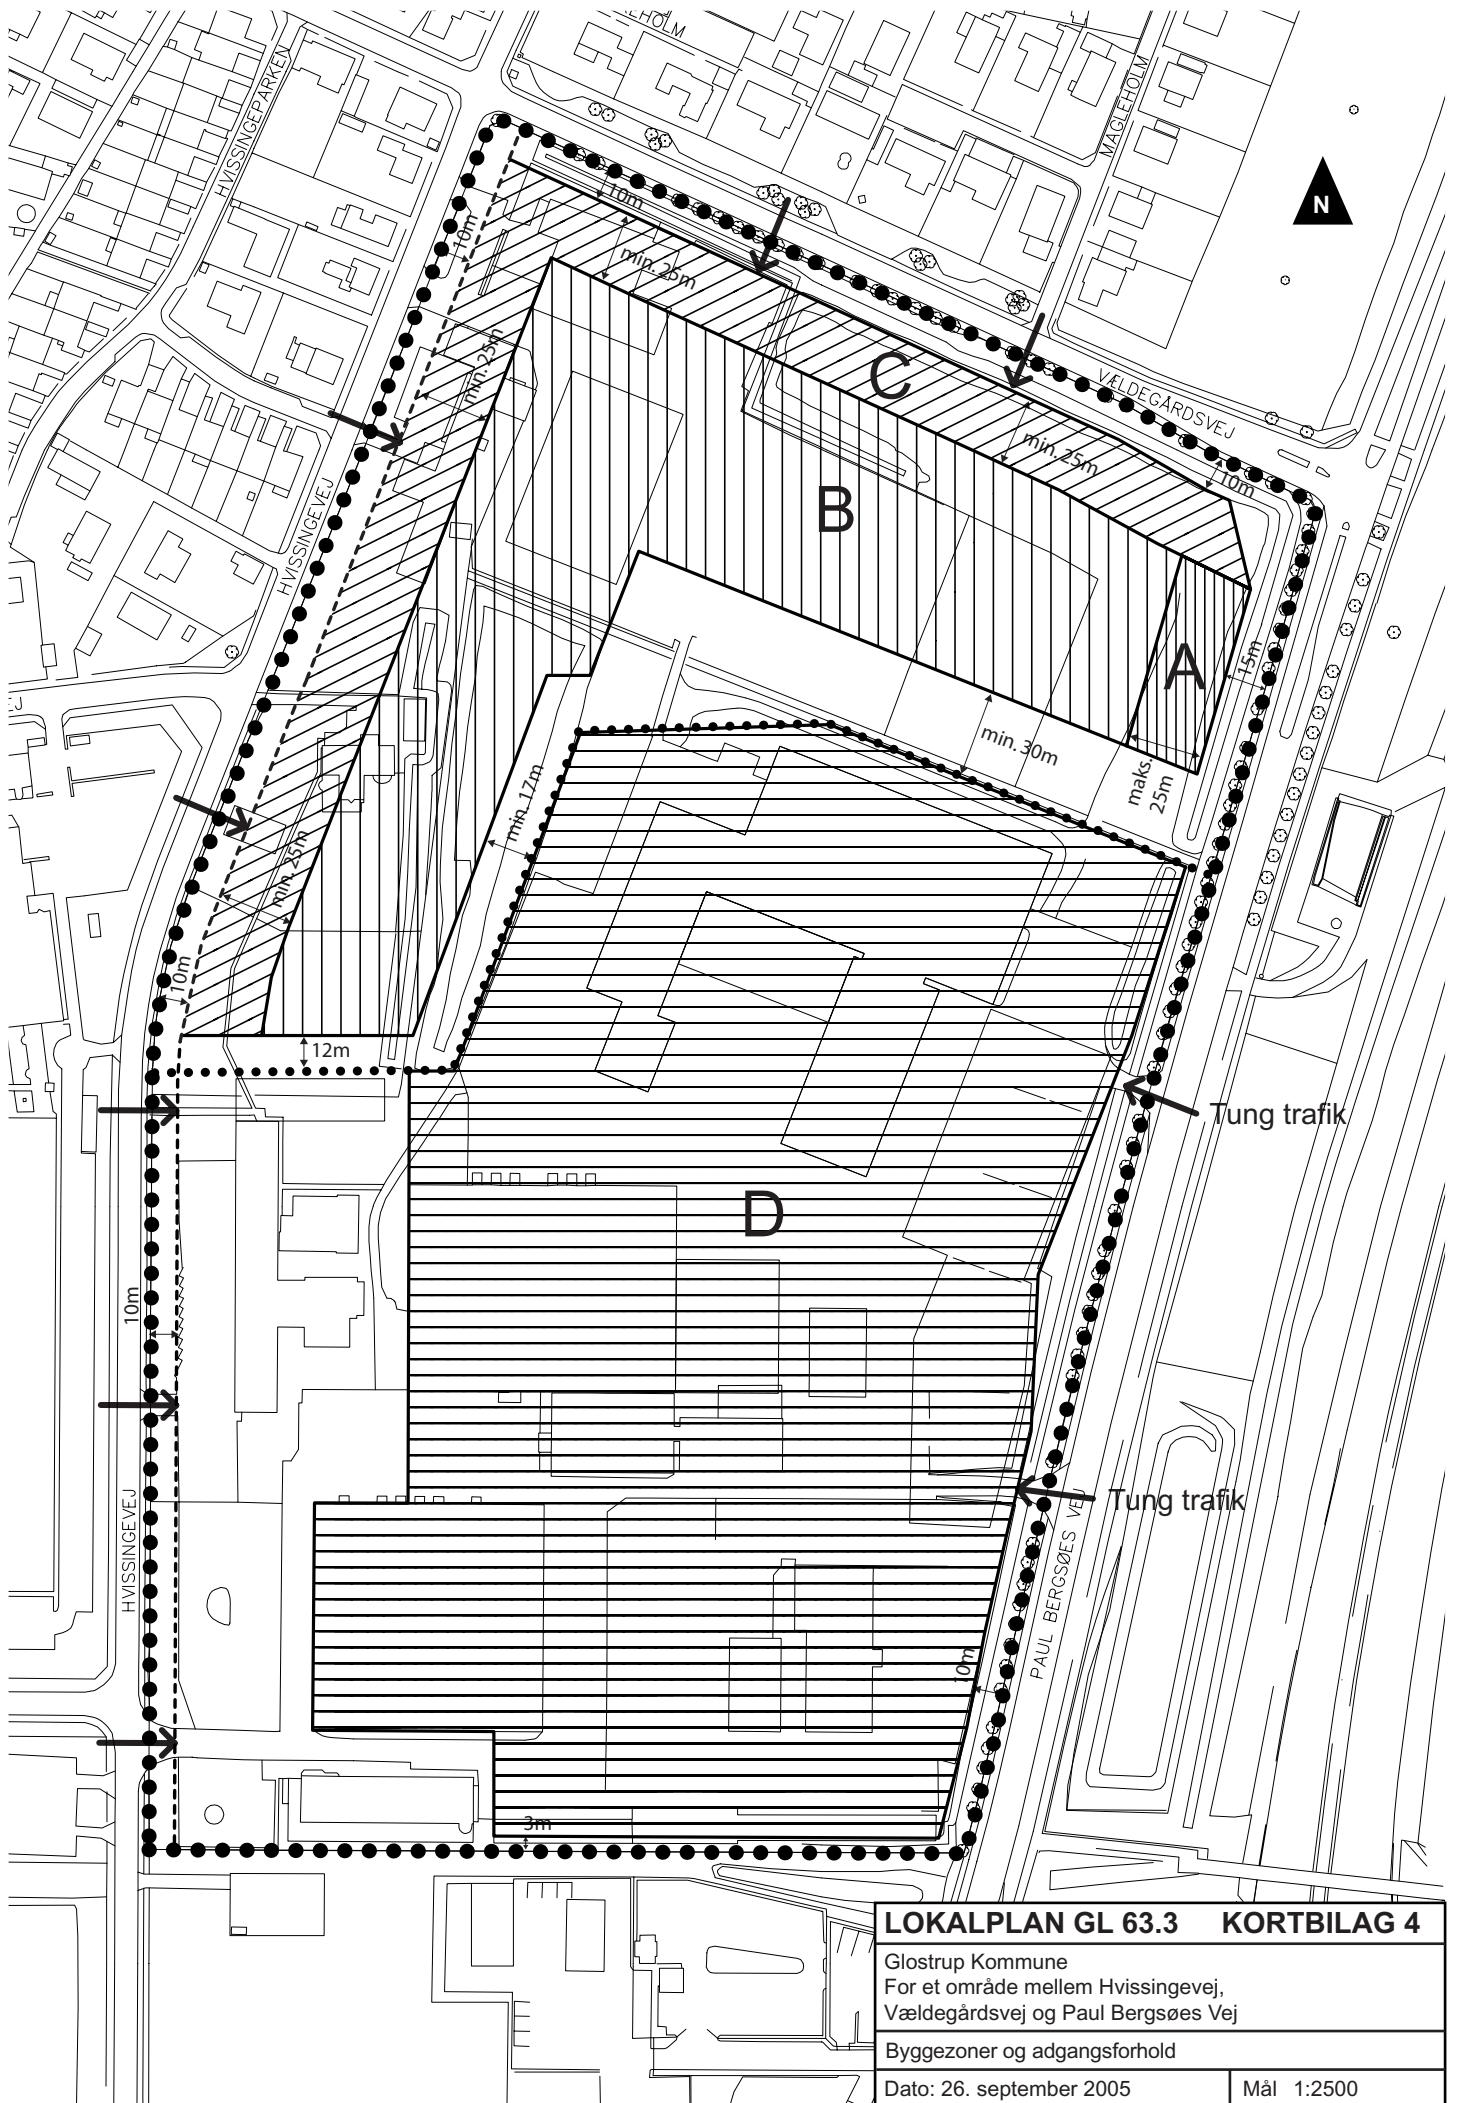 HVISSINGEPARKEN
MAGLEHOLM
N
10m
10m
min. 25m
min. 25m
C
VÆLDEGÅRDSVEJ
min. 25m
10m
B
HVISSINGEVEJ
A
15m
min. 30m
maks.
25m
min. 17m
min. 25m
10m
12m
Tung trafik
D
10m
HVISSINGEVEJ
Tung trafik
PAUL BERGSØES VEJ
10m
3m
LOKALPLAN GL 63.3 KORTBILAG 4
Glostrup Kommune
For et område mellem Hvissingevej,
Vældegårdsvej og Paul Bergsøes Vej
Byggezoner og adgangsforhold
Dato: 26. september 2005 Mål 1:2500